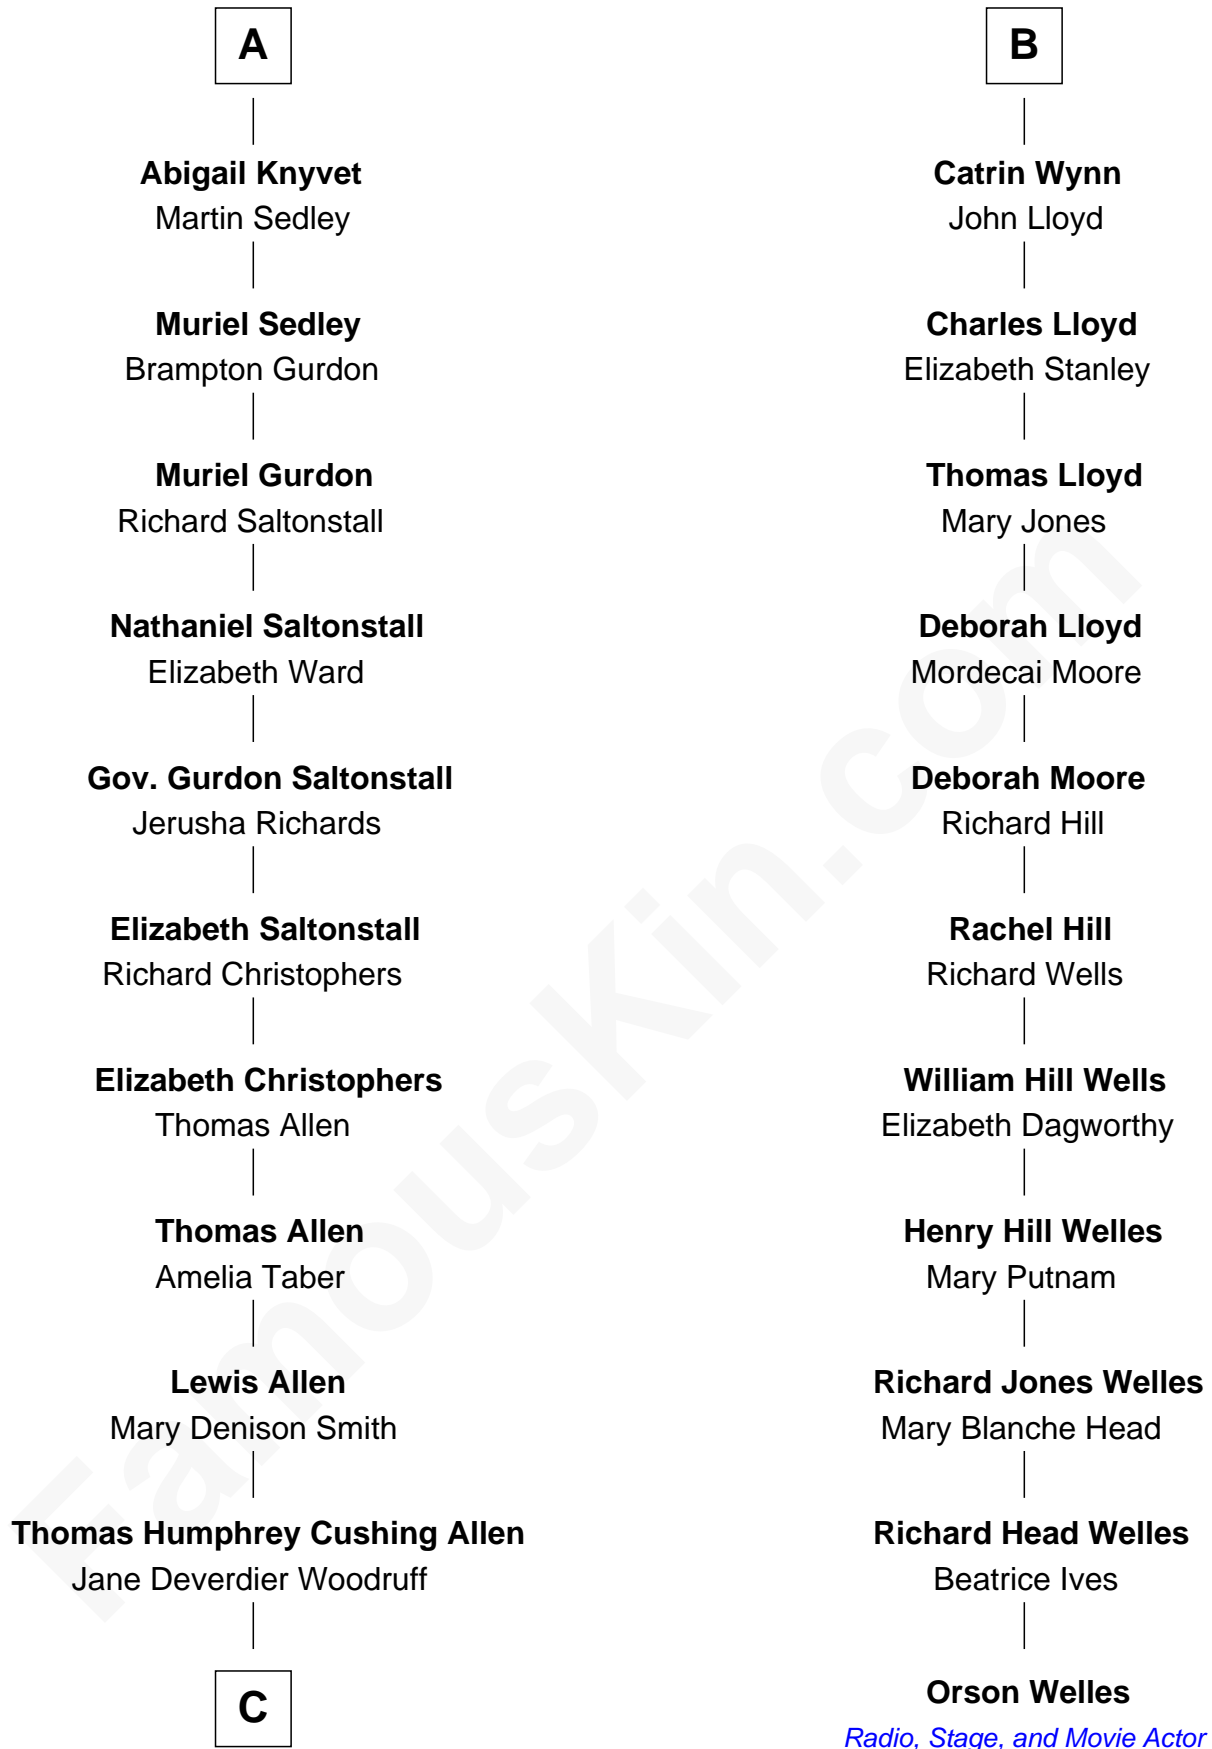 A
Abigail Knyvet
Martin Sedley
Muriel Sedley
Brampton Gurdon
Muriel Gurdon
Richard Saltonstall
Nathaniel Saltonstall
Elizabeth Ward
Gov. Gurdon Saltonstall
Jerusha Richards
Elizabeth Saltonstall
Richard Christophers
Elizabeth Christophers
Thomas Allen
Thomas Allen
Amelia Taber
Lewis Allen
Mary Denison Smith
Thomas Humphrey Cushing Allen
Jane Deverdier Woodruff
C
B
Catrin Wynn
John Lloyd
Charles Lloyd
Elizabeth Stanley
Thomas Lloyd
Mary Jones
Deborah Lloyd
Mordecai Moore
Deborah Moore
Richard Hill
Rachel Hill
Richard Wells
William Hill Wells
Elizabeth Dagworthy
Henry Hill Welles
Mary Putnam
Richard Jones Welles
Mary Blanche Head
Richard Head Welles
Beatrice Ives
Orson Welles
Radio, Stage, and Movie Actor
FamousKin.com